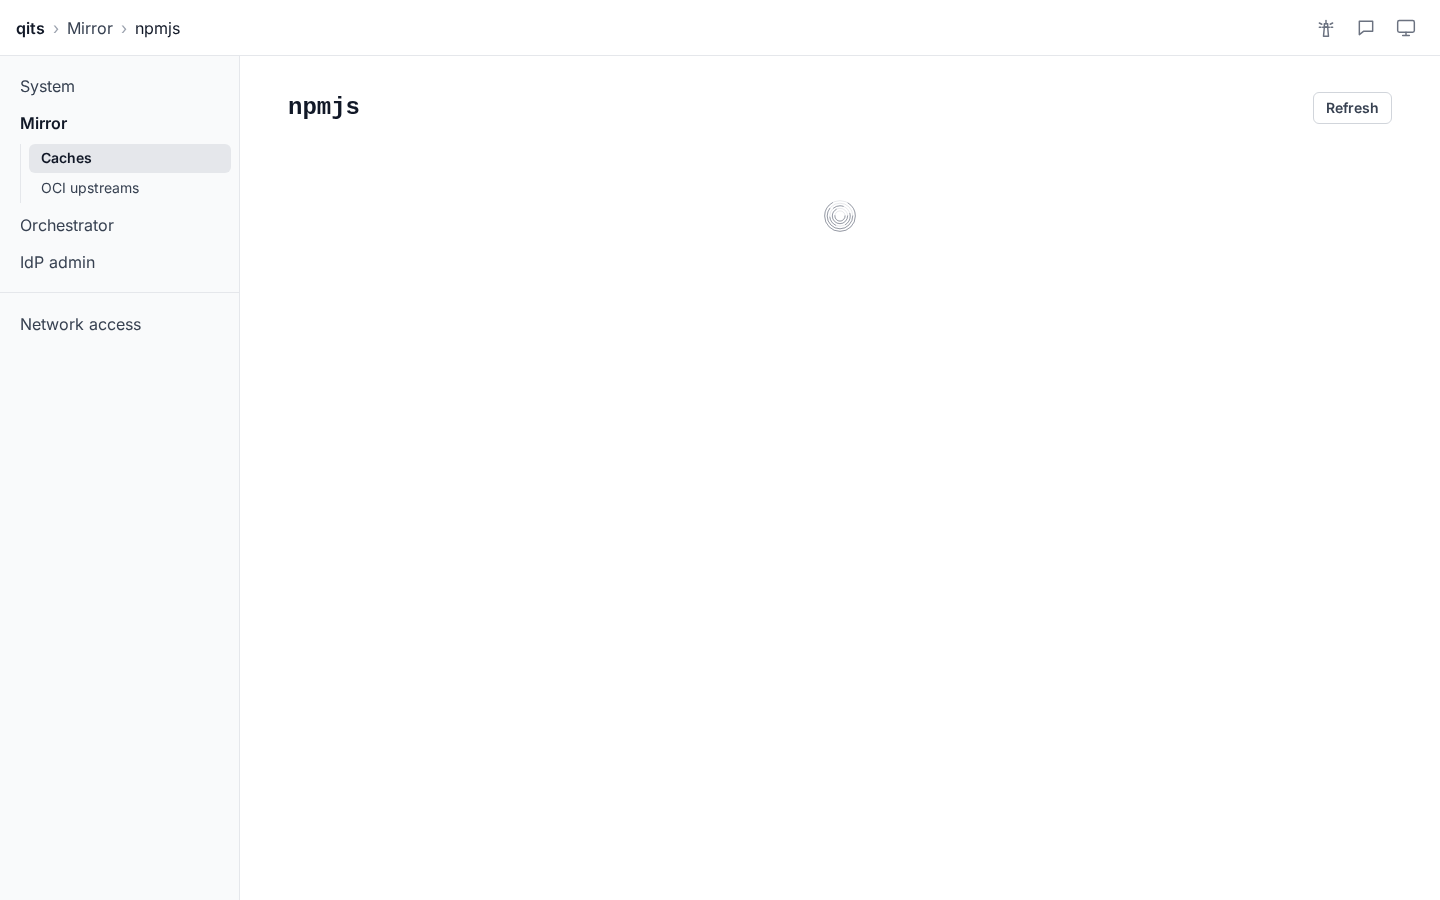 qits › Mirror › npmjs
System
Mirror
Caches
OCI upstreams
Orchestrator
IdP admin
Network access
npmjs
Refresh